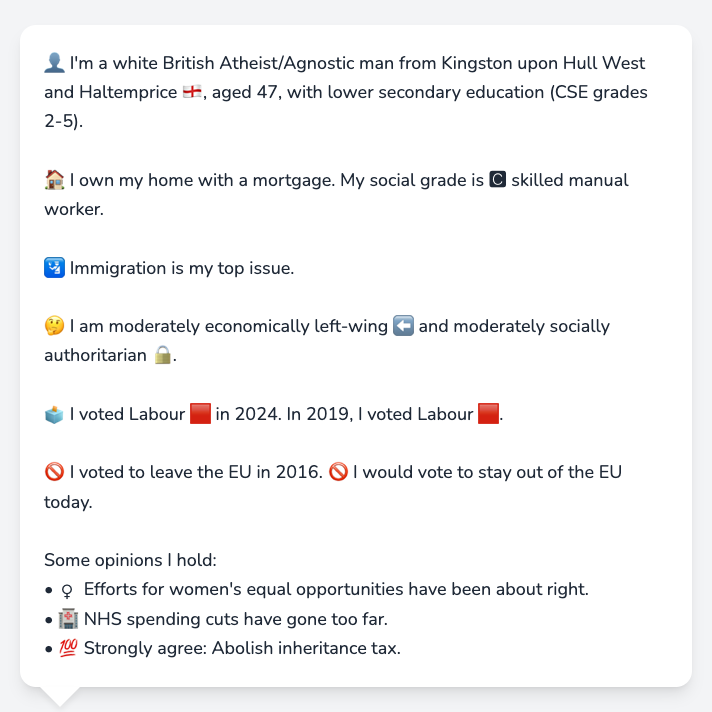 👤 I'm a white British Atheist/Agnostic man from Kingston upon Hull West
and Haltemprice 🏴󠁧󠁢󠁥󠁮󠁧󠁿, aged 47, with lower secondary education (CSE grades
2-5).
🏠 I own my home with a mortgage. My social grade is 🅲 skilled manual
worker.
🛂 Immigration is my top issue.
🤔 I am moderately economically left-wing ⬅️ and moderately socially
authoritarian 🔒.
🗳️ I voted Labour 🟥 in 2024. In 2019, I voted Labour 🟥.
🚫 I voted to leave the EU in 2016. 🚫 I would vote to stay out of the EU
today.
Some opinions I hold:
• ♀ Efforts for women's equal opportunities have been about right.
• 🏥 NHS spending cuts have gone too far.
• 💯 Strongly agree: Abolish inheritance tax.